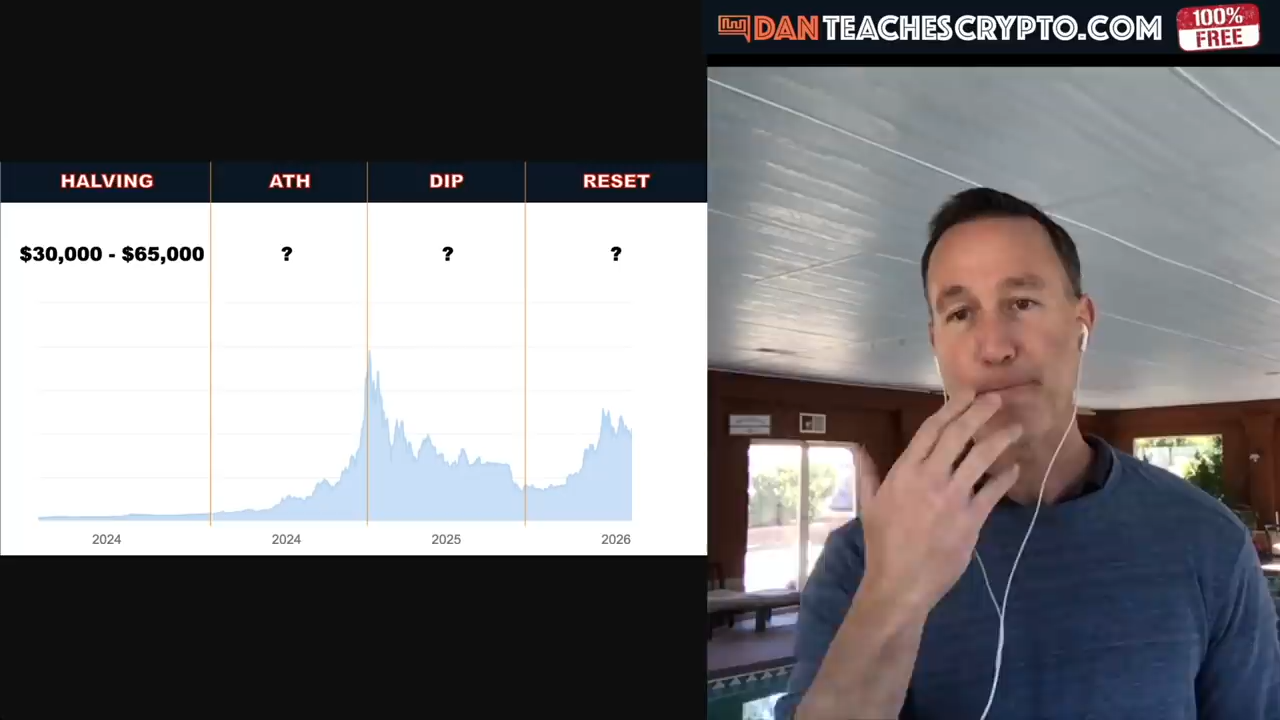 DANTEACHESCRYPTO.COM
100%
FREE
HALVING ATH DIP RESET
$30,000 - $65,000 ? ? ?
2024 2024 2025 2026